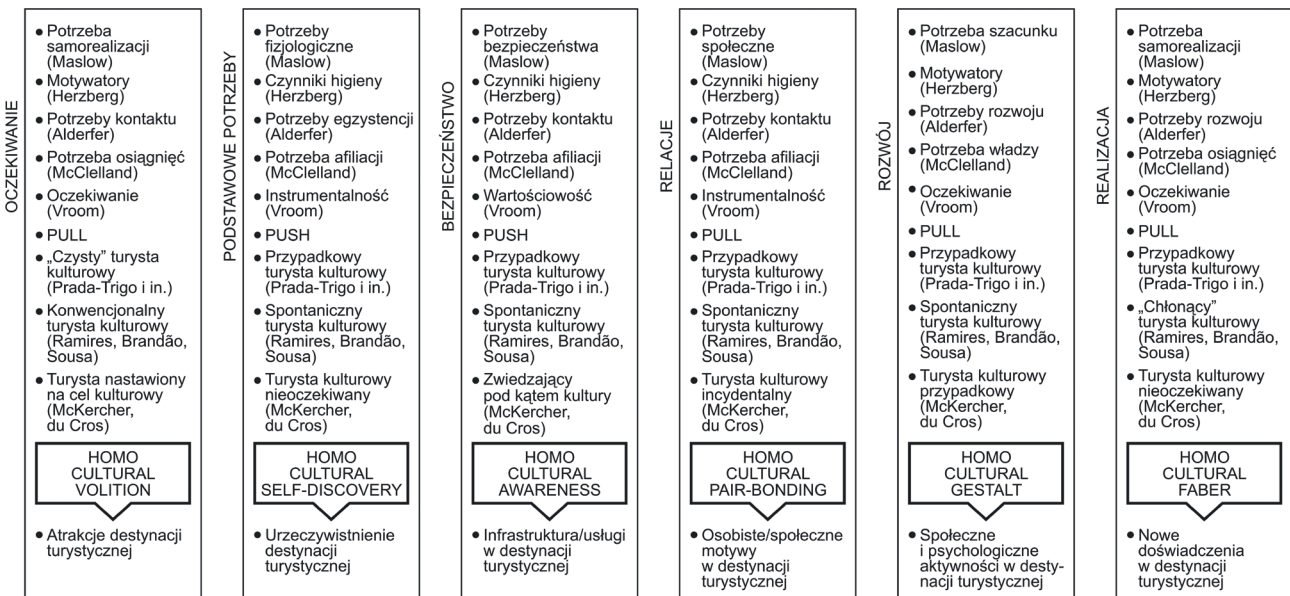 OCZEKIWANIE
• Potrzeba
samorealizacji
(Maslow)
• Motywatory
(Herzberg)
• Potrzeby kontaktu
(Alderfer)
• Potrzeba osiągnięć
(McClelland)
• Oczekiwanie
(Vroom)
• PULL
• „Czysty” turysta
kulturowy
(Prada-Trigo i in.)
• Konwencjonalny
turysta kulturowy
(Ramires, Brandão,
Sousa)
• Turysta nastawiony
na cel kulturowy
(McKercher,
du Cros)
HOMO
CULTURAL
VOLITION
• Atrakcje destynacji
turystycznej
PODSTAWOWE POTRZEBY
• Potrzeby
fizjologiczne
(Maslow)
• Czynniki higieny
(Herzberg)
• Potrzeby egzystencji
(Alderfer)
• Potrzeba afiliacji
(McClelland)
• Instrumentalność
(Vroom)
• PUSH
• Przypadkowy
turysta kulturowy
(Prada-Trigo i in.)
• Spontaniczny
turysta kulturowy
(Ramires, Brandão,
Sousa)
• Turysta kulturowy
nieoczekiwany
(McKercher,
du Cros)
HOMO
CULTURAL
SELF-DISCOVERY
• Urzeczywistnienie
destynacji
turystycznej
BEZPIECZEŃSTWO
• Potrzeby
bezpieczeństwa
(Maslow)
• Czynniki higieny
(Herzberg)
• Potrzeby kontaktu
(Alderfer)
• Potrzeba afiliacji
(McClelland)
• Wartościowość
(Vroom)
• PUSH
• Przypadkowy
turysta kulturowy
(Prada-Trigo i in.)
• Spontaniczny
turysta kulturowy
(Ramires, Brandão,
Sousa)
• Zwiedzający
pod kątem kultury
(McKercher,
du Cros)
HOMO
CULTURAL
AWARENESS
• Infrastruktura/usługi
w destynacji
turystycznej
RELACJE
• Potrzeby
społeczne
(Maslow)
• Czynniki higieny
(Herzberg)
• Potrzeby kontaktu
(Alderfer)
• Potrzeba afiliacji
(McClelland)
• Instrumentalność
(Vroom)
• PULL
• Przypadkowy
turysta kulturowy
(Prada-Trigo i in.)
• Spontaniczny
turysta kulturowy
(Ramires, Brandão,
Sousa)
• Turysta kulturowy
incydentalny
(McKercher,
du Cros)
HOMO
CULTURAL
PAIR-BONDING
• Osobiste/społeczne
motywy
w destynacji
turystycznej
ROZWÓJ
• Potrzeba szacunku
(Maslow)
• Motywatory
(Herzberg)
• Potrzeby rozwoju
(Alderfer)
• Potrzeba władzy
(McClelland)
• Oczekiwanie
(Vroom)
• PULL
• Przypadkowy
turysta kulturowy
(Prada-Trigo i in.)
• Spontaniczny
turysta kulturowy
(Ramires, Brandão,
Sousa)
• Turysta kulturowy
przypadkowy
(McKercher,
du Cros)
HOMO
CULTURAL
GESTALT
• Społeczne
i psychologiczne
aktywności w desty-
nacji turystycznej
REALIZACJA
• Potrzeba
samorealizacji
(Maslow)
• Motywatory
(Herzberg)
• Potrzeby rozwoju
(Alderfer)
• Potrzeba osiągnięć
(McClelland)
• Oczekiwanie
(Vroom)
• PULL
• Przypadkowy
turysta kulturowy
(Prada-Trigo i in.)
• „Chłonący”
turysta kulturowy
(Ramires, Brandão,
Sousa)
• Turysta kulturowy
nieoczekiwany
(McKercher,
du Cros)
HOMO
CULTURAL
FABER
• Nowe
doświadczenia
w destynacji
turystycznej